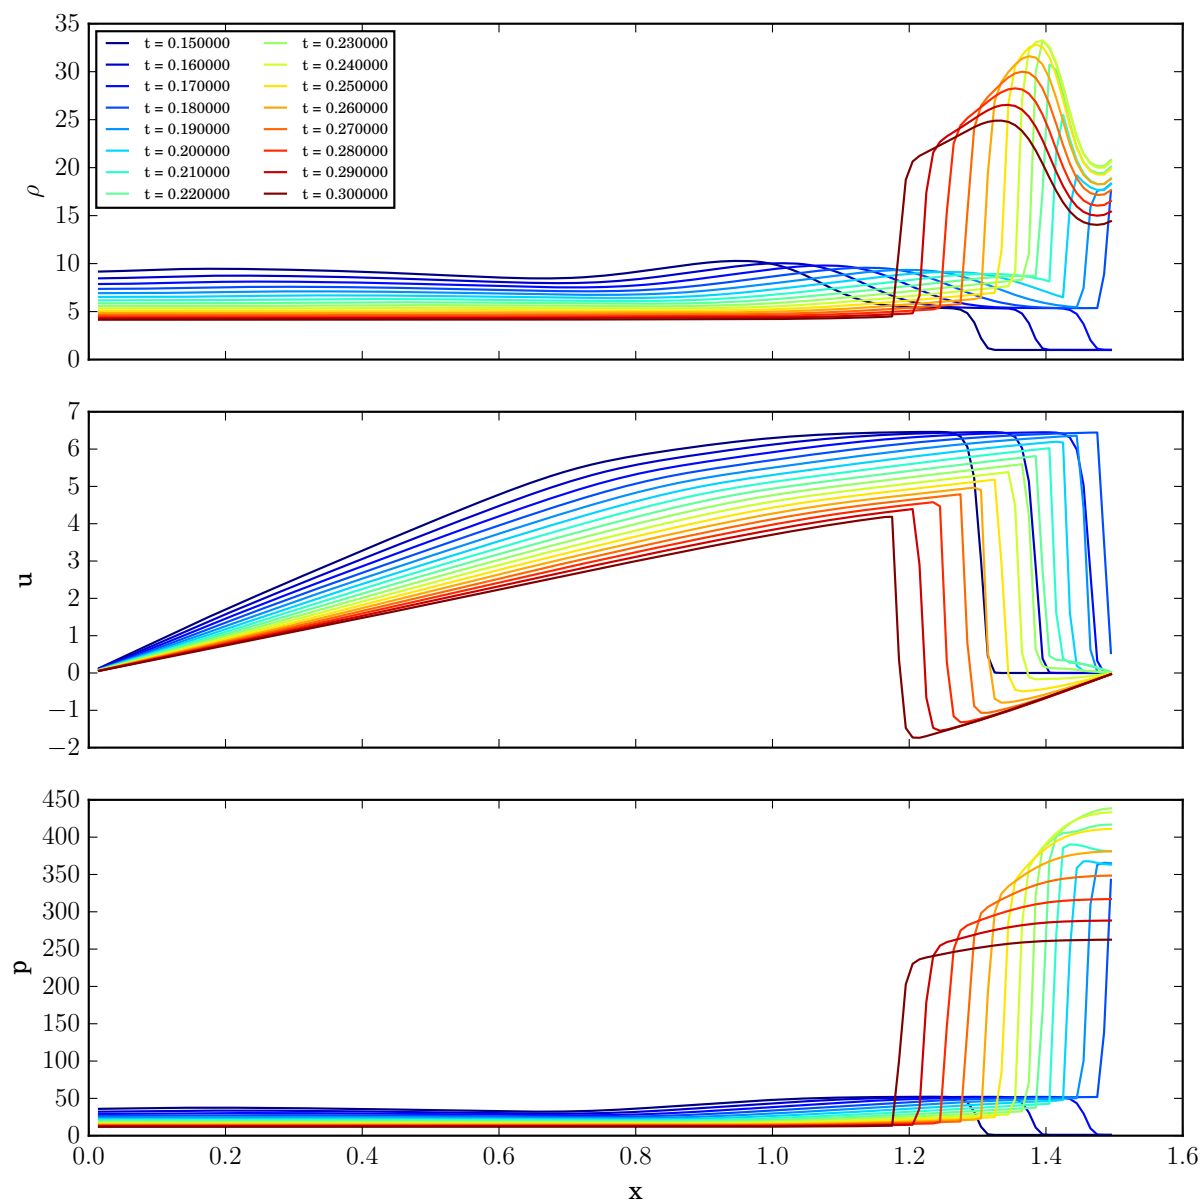 35
30
25
20
15
10
5
0
ρ
t = 0.150000 t = 0.230000
t = 0.160000 t = 0.240000
t = 0.170000 t = 0.250000
t = 0.180000 t = 0.260000
t = 0.190000 t = 0.270000
t = 0.200000 t = 0.280000
t = 0.210000 t = 0.290000
t = 0.220000 t = 0.300000
7
6
5
4
3
2
1
0
−1
−2
u
450
400
350
300
250
200
150
100
50
0
p
0.0 0.2 0.4 0.6 0.8 1.0 1.2 1.4 1.6
x